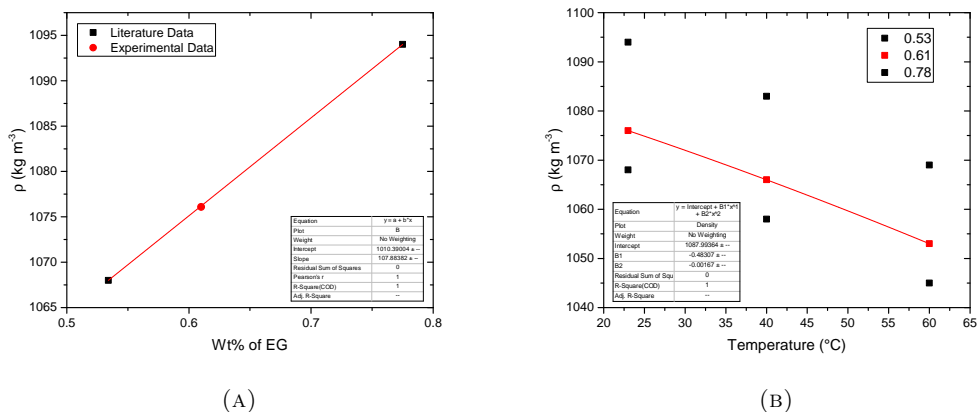 1095
1090
1085
1080
1075
1070
1065
ρ (kg m-3)
Literature Data
Experimental Data
Equation y = a + b*x
Plot B
Weight No Weighting
Intercept 1010.39004 ± --
Slope 107.88382 ± --
Residual Sum of Squares 0
Pearson's r 1
R-Square(COD) 1
Adj. R-Square --
0.5 0.6 0.7 0.8
Wt% of EG
(A)
1100
1090
1080
1070
1060
1050
1040
ρ (kg m-3)
0.53
0.61
0.78
Equation y = Intercept + B1*x^1
+ B2*x^2
Plot Density
Weight No Weighting
Intercept 1087.99364 ± --
B1 -0.48307 ± --
B2 -0.00167 ± --
Residual Sum of Squ 0
R-Square(COD) 1
Adj. R-Square --
20 25 30 35 40 45 50 55 60 65
Temperature (°C)
(B)